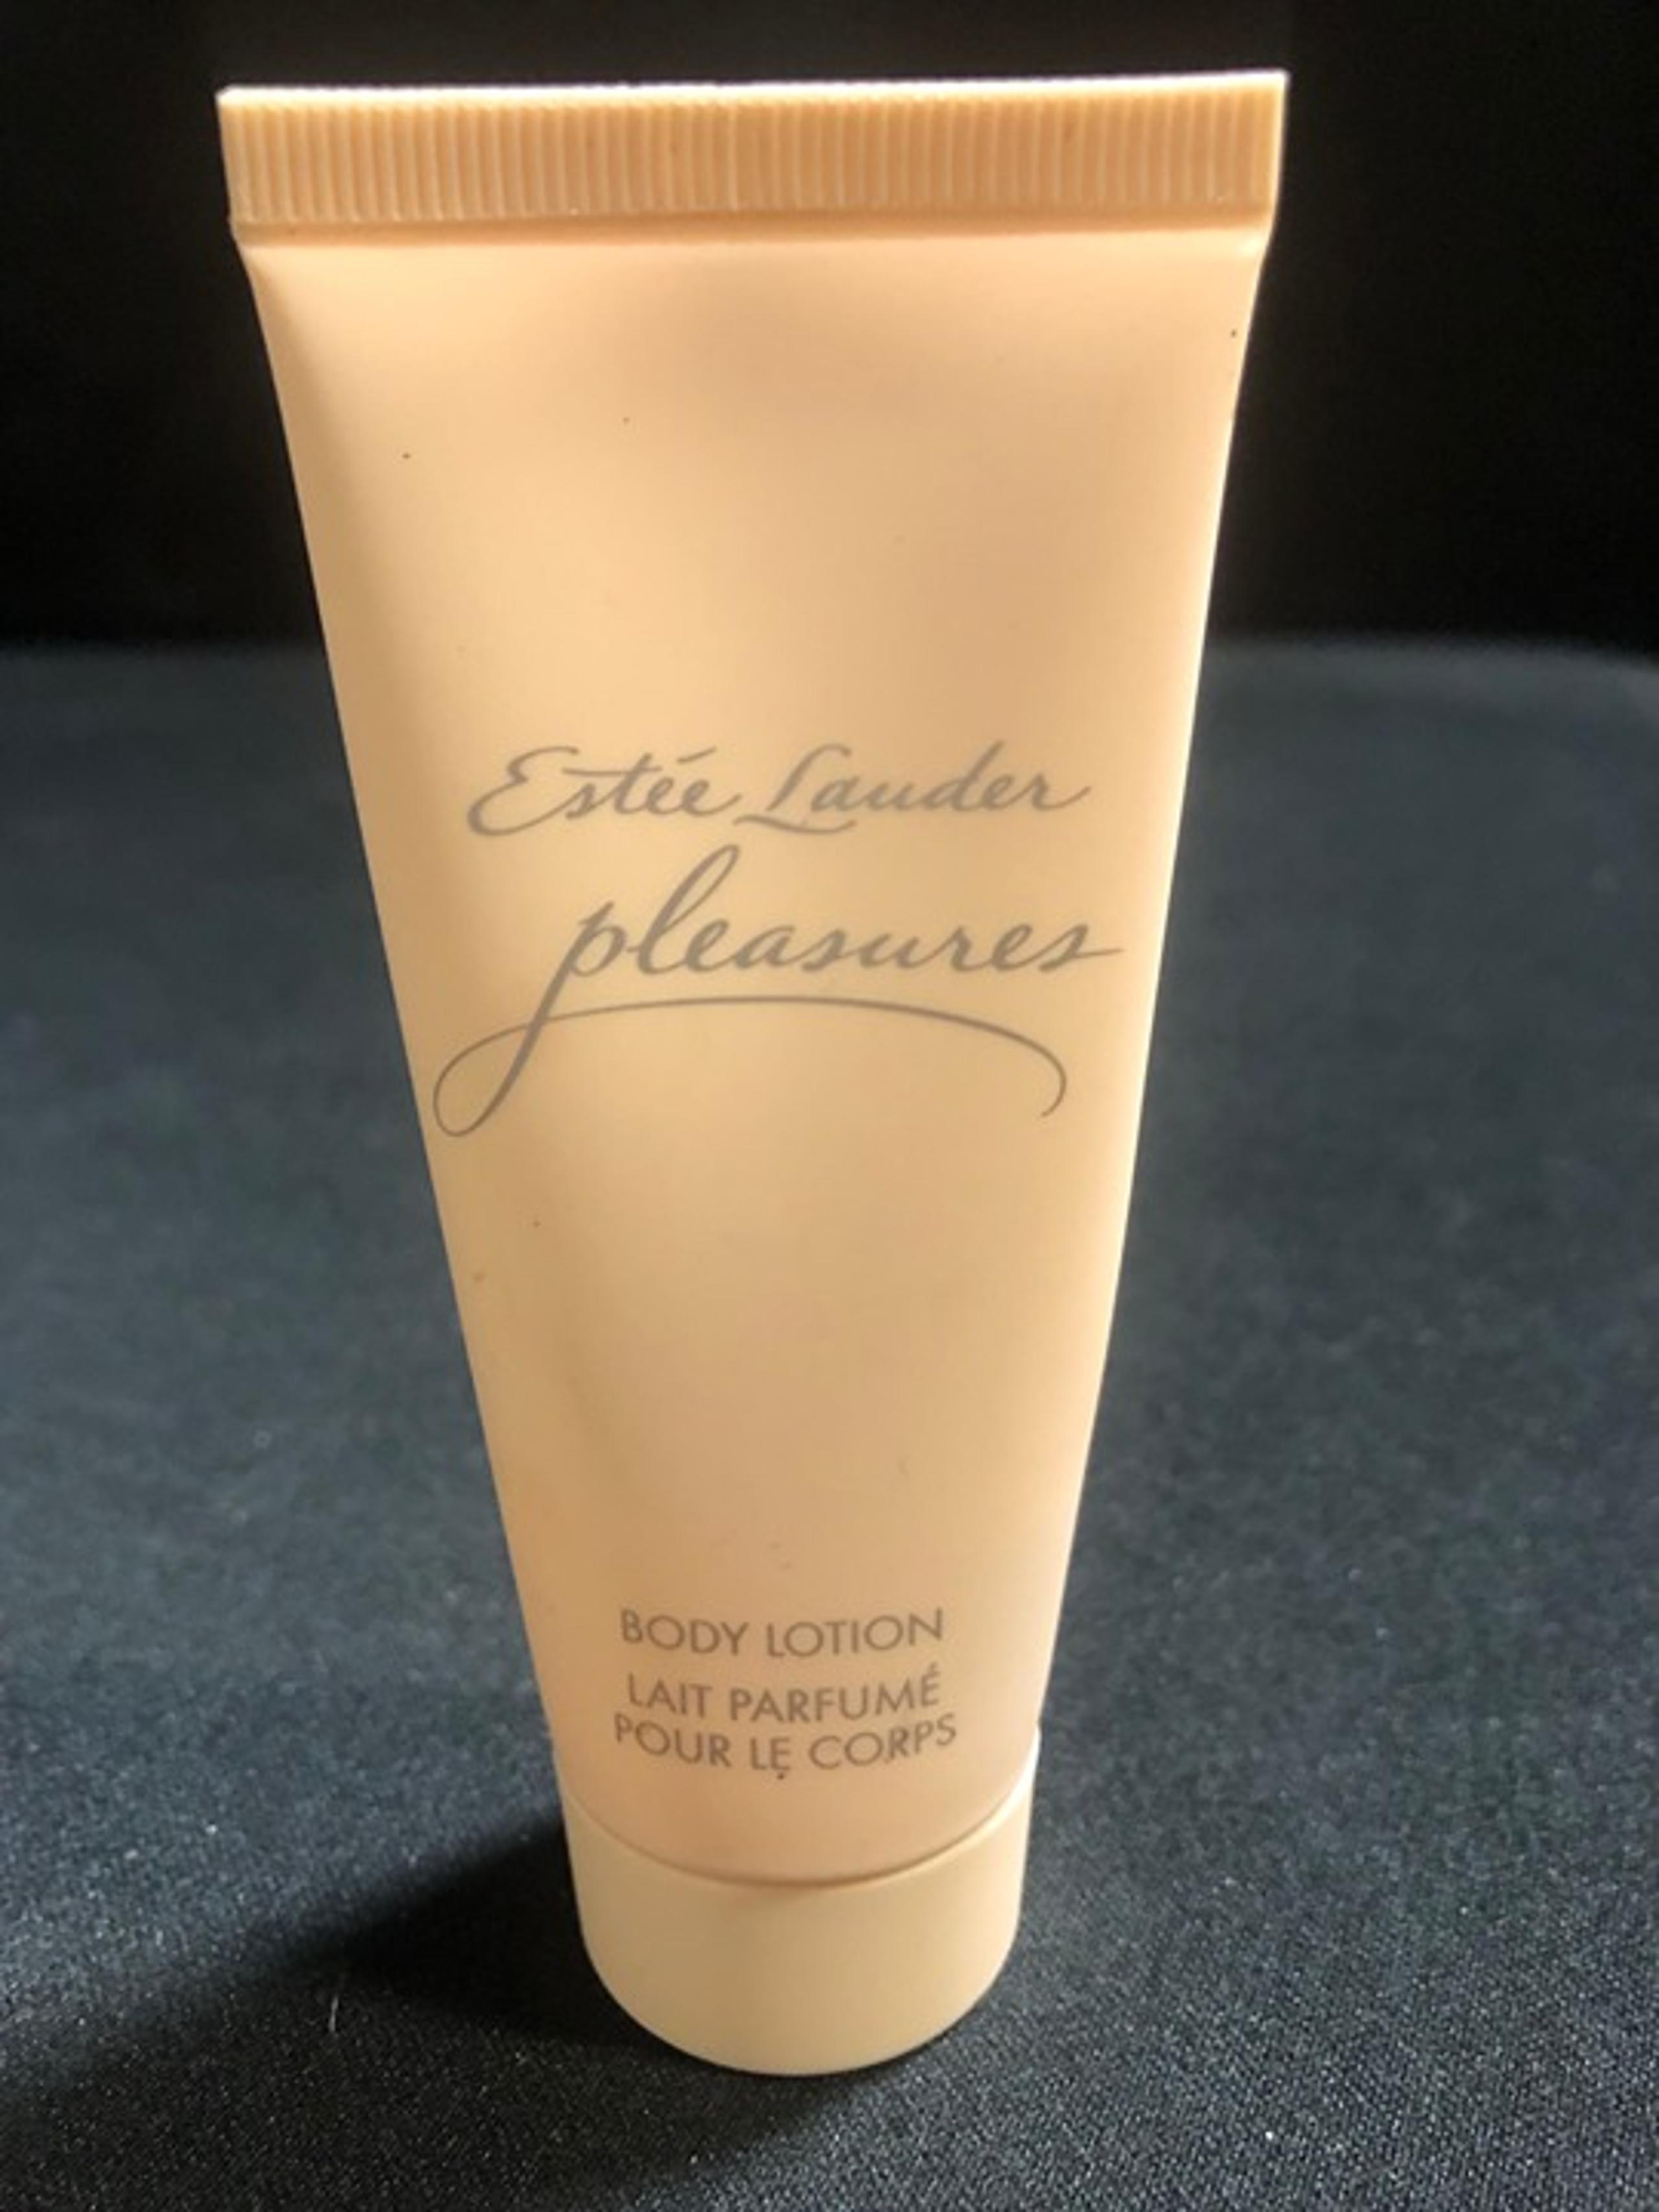 Estée Lauder
pleasures
BODY LOTION
LAIT PARFUMÉ
POUR LE CORPS